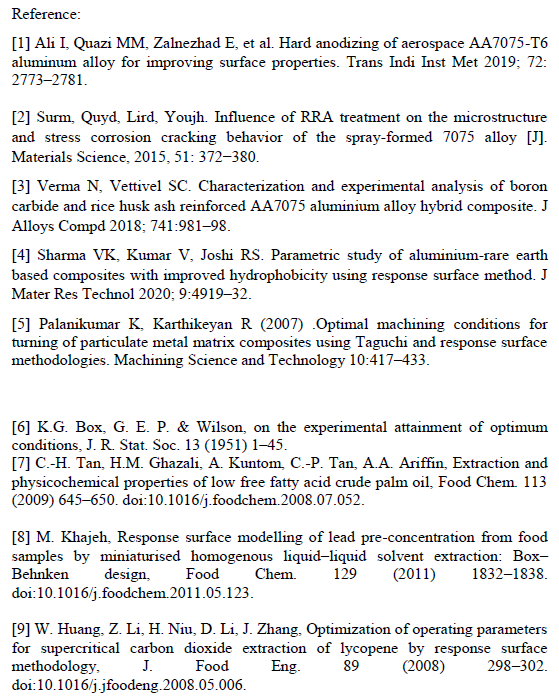 Reference:
[1] Ali I, Quazi MM, Zalnezhad E, et al. Hard anodizing of aerospace AA7075-T6
aluminum alloy for improving surface properties. Trans Indi Inst Met 2019; 72:
2773–2781.
[2] Surm, Quyd, Lird, Youjh. Influence of RRA treatment on the microstructure
and stress corrosion cracking behavior of the spray-formed 7075 alloy [J].
Materials Science, 2015, 51: 372−380.
[3] Verma N, Vettivel SC. Characterization and experimental analysis of boron
carbide and rice husk ash reinforced AA7075 aluminium alloy hybrid composite. J
Alloys Compd 2018; 741:981–98.
[4] Sharma VK, Kumar V, Joshi RS. Parametric study of aluminium-rare earth
based composites with improved hydrophobicity using response surface method. J
Mater Res Technol 2020; 9:4919–32.
[5] Palanikumar K, Karthikeyan R (2007) .Optimal machining conditions for
turning of particulate metal matrix composites using Taguchi and response surface
methodologies. Machining Science and Technology 10:417–433.
[6] K.G. Box, G. E. P. & Wilson, on the experimental attainment of optimum
conditions, J. R. Stat. Soc. 13 (1951) 1–45.
[7] C.-H. Tan, H.M. Ghazali, A. Kuntom, C.-P. Tan, A.A. Ariffin, Extraction and
physicochemical properties of low free fatty acid crude palm oil, Food Chem. 113
(2009) 645–650. doi:10.1016/j.foodchem.2008.07.052.
[8] M. Khajeh, Response surface modelling of lead pre-concentration from food
samples by miniaturised homogenous liquid–liquid solvent extraction: Box–
Behnken design, Food Chem. 129 (2011) 1832–1838.
doi:10.1016/j.foodchem.2011.05.123.
[9] W. Huang, Z. Li, H. Niu, D. Li, J. Zhang, Optimization of operating parameters
for supercritical carbon dioxide extraction of lycopene by response surface
methodology, J. Food Eng. 89 (2008) 298–302.
doi:10.1016/j.jfoodeng.2008.05.006.